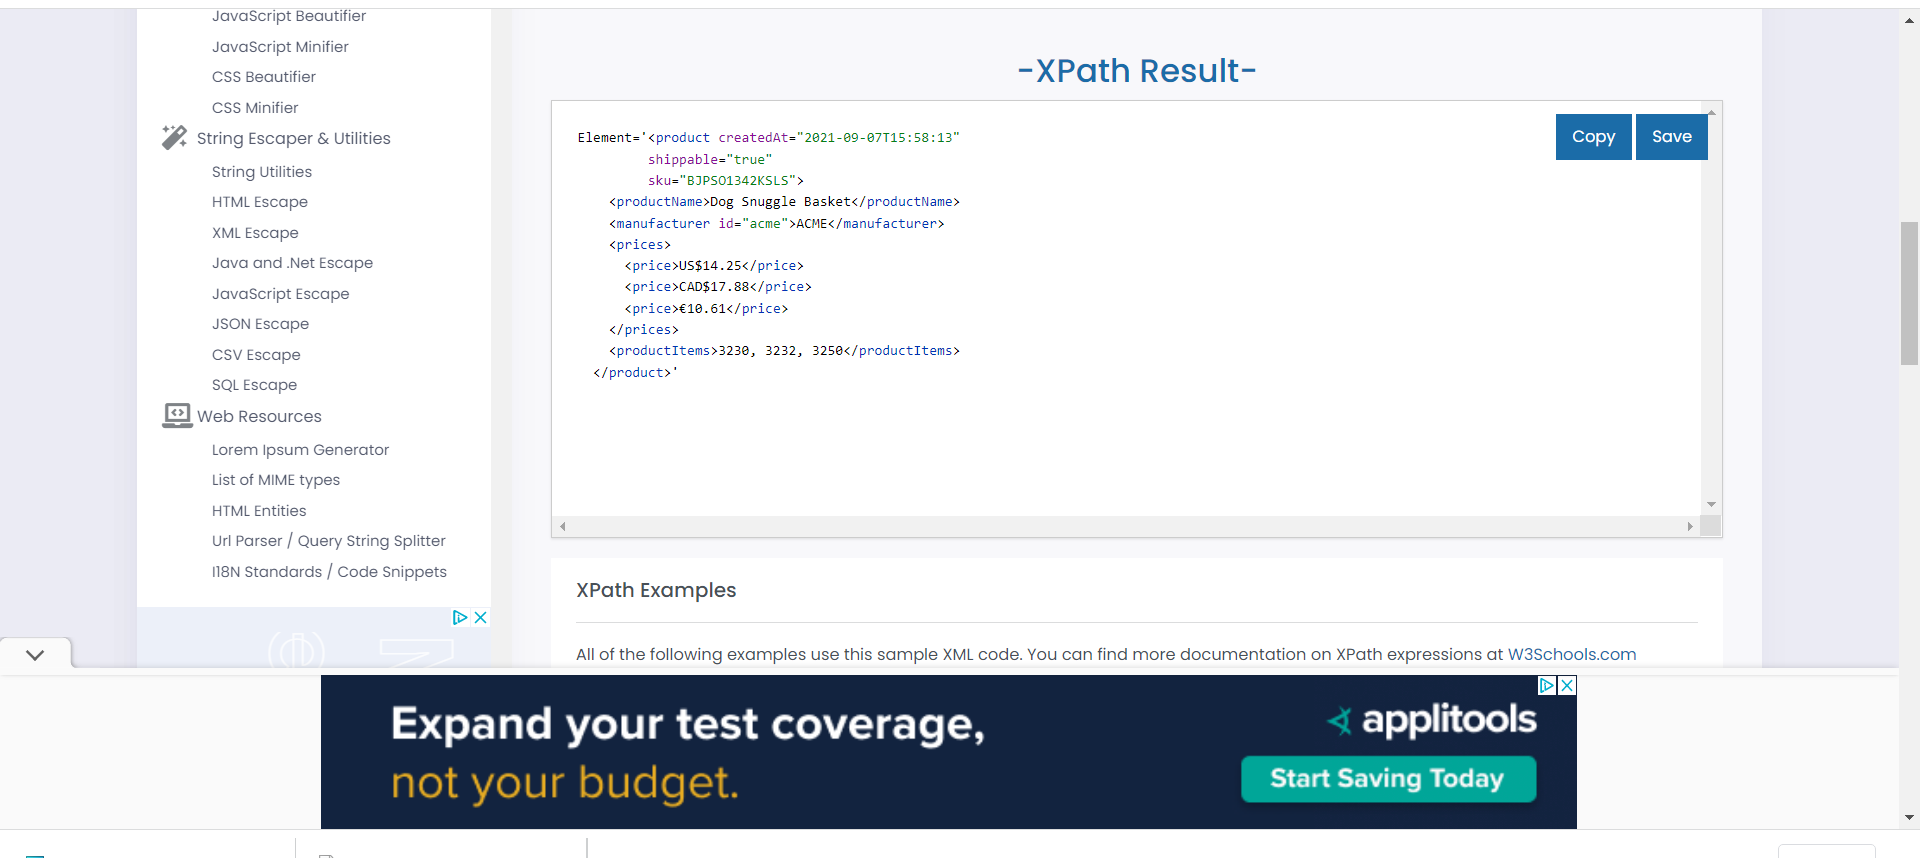 JavaScript Beautifier
JavaScript Minifier
CSS Beautifier
CSS Minifier
String Escaper & Utilities
String Utilities
HTML Escape
XML Escape
Java and .Net Escape
JavaScript Escape
JSON Escape
CSV Escape
SQL Escape
Web Resources
Lorem Ipsum Generator
List of MIME types
HTML Entities
Url Parser / Query String Splitter
I18N Standards / Code Snippets
-XPath Result-
Copy
Save
Element='<product createdAt="2021-09-07T15:58:13"
shippable="true"
sku="BJPSO1342KSLS">
<productName>Dog Snuggle Basket</productName>
<manufacturer id="acme">ACME</manufacturer>
<prices>
<price>US$14.25</price>
<price>CAD$17.88</price>
<price>€10.61</price>
</prices>
<productItems>3230, 3232, 3250</productItems>
</product>'
XPath Examples
All of the following examples use this sample XML code. You can find more documentation on XPath expressions at W3Schools.com
Expand your test coverage,
not your budget.
applitools
Start Saving Today